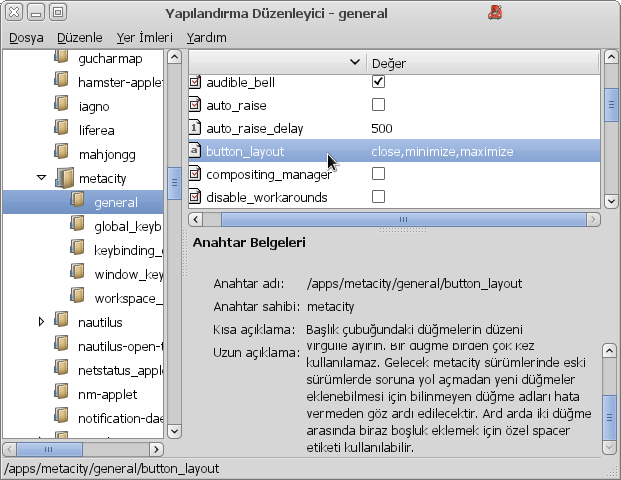 Yapılandırma Düzenleyici - general
Dosya Düzenle Yer İmleri Yardım
gucharmap
hamster-applet
iagno
liferea
mahjongg
metacity
general
global_keyb
keybinding_
window_key
workspace_
nautilus
nautilus-open-t
netstatus_apple
nm-applet
notification-dae
Değer
audible_bell
auto_raise
auto_raise_delay 500
button_layout close,minimize,maximize
compositing_manager
disable_workarounds
Anahtar Belgeleri
Anahtar adı: /apps/metacity/general/button_layout
Anahtar sahibi: metacity
Kısa açıklama: Başlık çubuğundaki düğmelerin düzeni
Uzun açıklama: virgülle ayırın. Bir düğme birden çok kez
kullanılamaz. Gelecek metacity sürümlerinde eski
sürümlerde soruna yol açmadan yeni düğmeler
eklenebilmesi için bilinmeyen düğme adları hata
vermeden göz ardı edilecektir. Ard arda iki düğme
arasında biraz boşluk eklemek için özel spacer
etiketi kullanılabilir.
/apps/metacity/general/button_layout